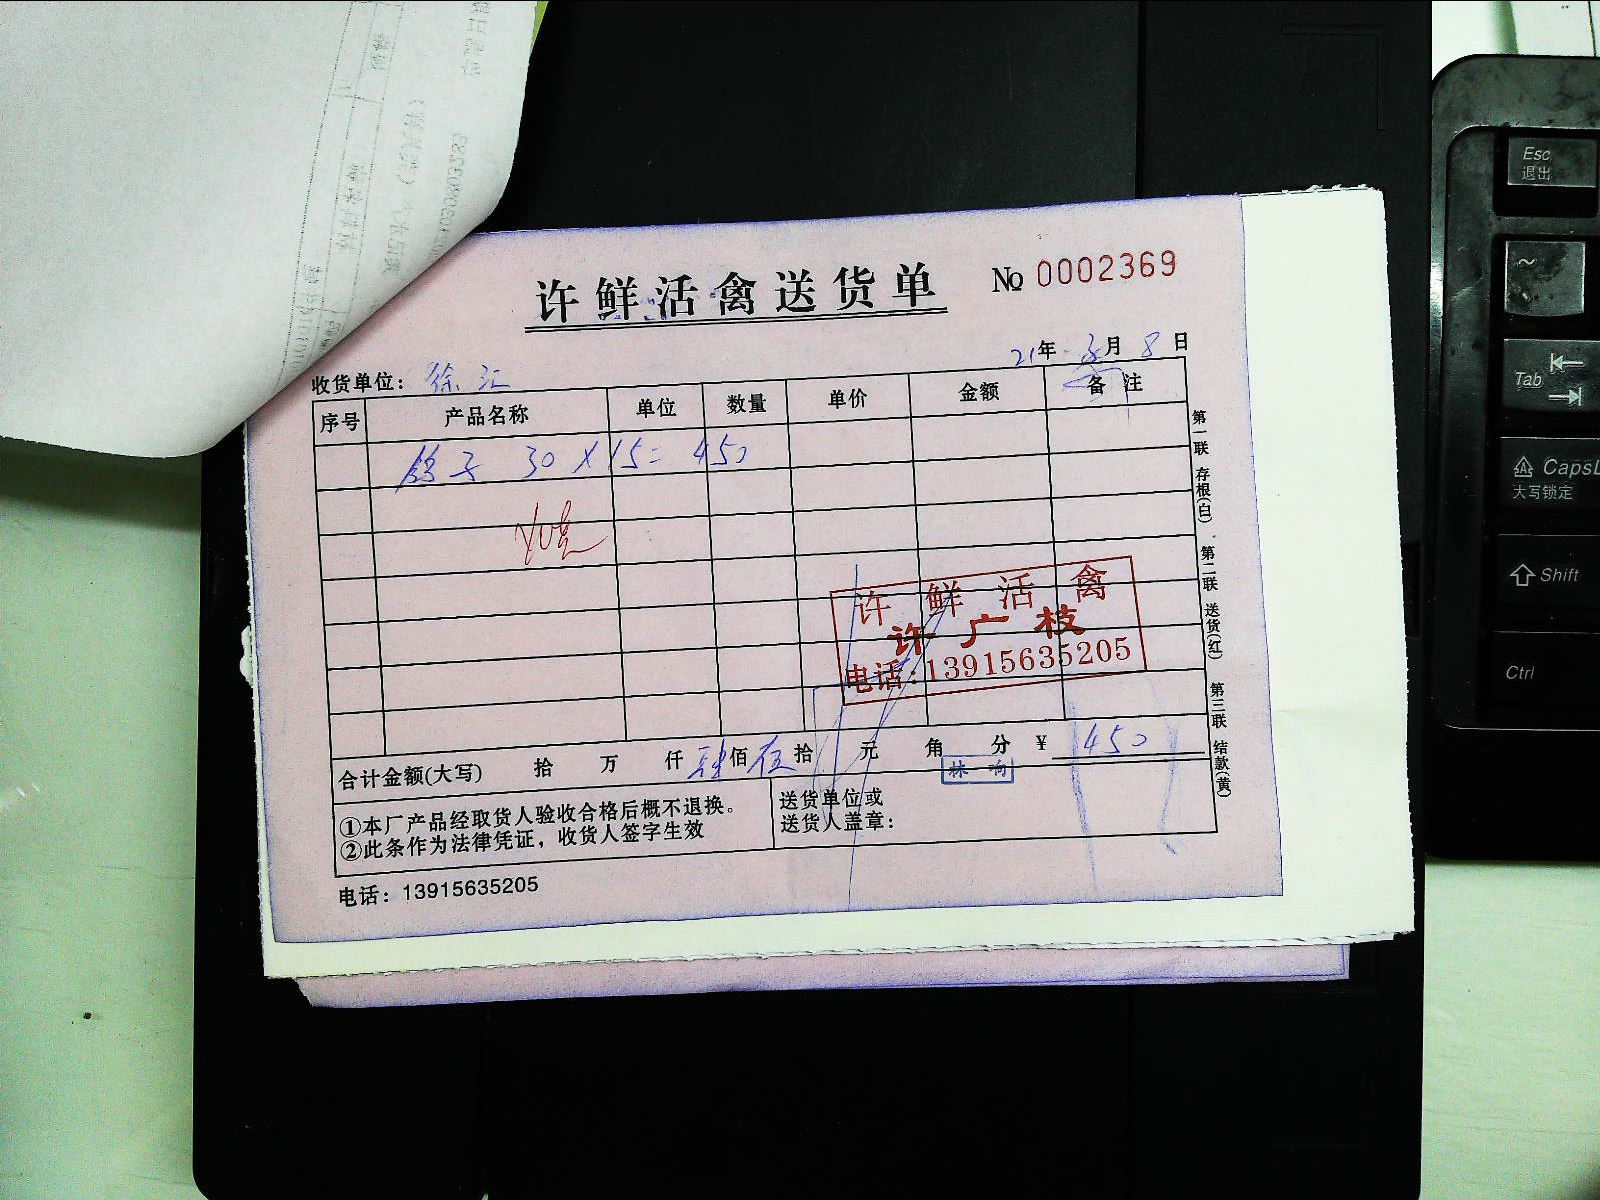 许鲜活禽送货单 № 0002369
21年 月 8日
收货单位：徐汇
序号 产品名称 单位 数量 单价 金额 备注
鸽子 30×15=450
许鲜活禽
许广枝
电话:13915635205
合计金额(大写) 拾 万 仟 肆佰 伍拾 元 角 分 ¥ 450
①本厂产品经取货人验收合格后概不退换。
②此条作为法律凭证，收货人签字生效
送货单位或
送货人盖章：
电话：13915635205
第一联 存根(白) 第二联 送货(红) 第三联 结款(黄)
Esc
退出
~
Tab
CapsL
大写锁定
Shift
Ctrl